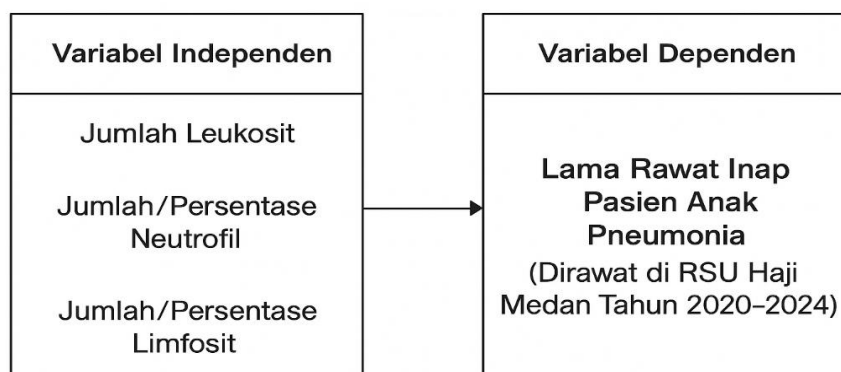 Variabel Independen
Jumlah Leukosit
Jumlah/Persentase
Neutrofil
Jumlah/Persentase
Limfosit
Variabel Dependen
Lama Rawat Inap
Pasien Anak
Pneumonia
(Dirawat di RSU Haji
Medan Tahun 2020–2024)